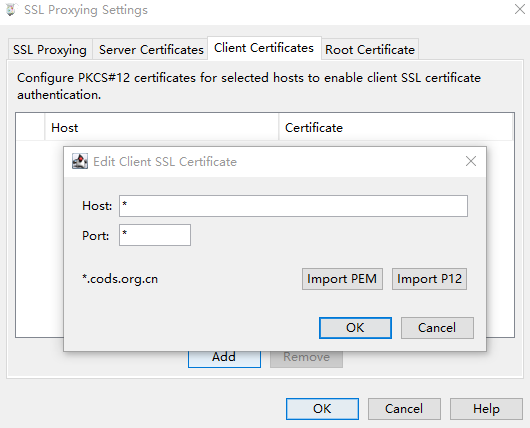 SSL Proxying Settings
SSL Proxying Server Certificates Client Certificates Root Certificate
Configure PKCS#12 certificates for selected hosts to enable client SSL certificate
authentication.
Host Certificate
Edit Client SSL Certificate
Host: *
Port: *
*.cods.org.cn Import PEM Import P12
OK Cancel
Add Remove
OK Cancel Help